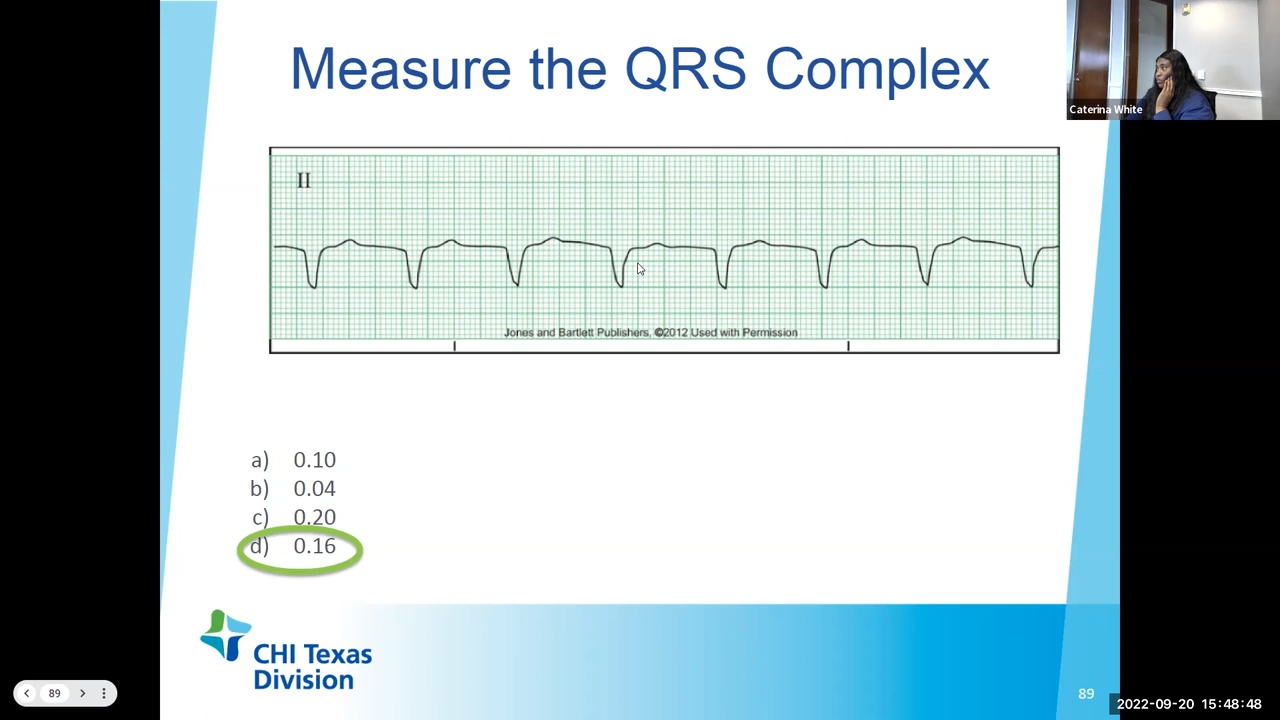 Measure the QRS Complex
Caterina White
II
Jones and Bartlett Publishers, ©2012 Used with Permission
a) 0.10
b) 0.04
c) 0.20
d) 0.16
CHI Texas
Division
89
89
2022-09-20 15:48:48